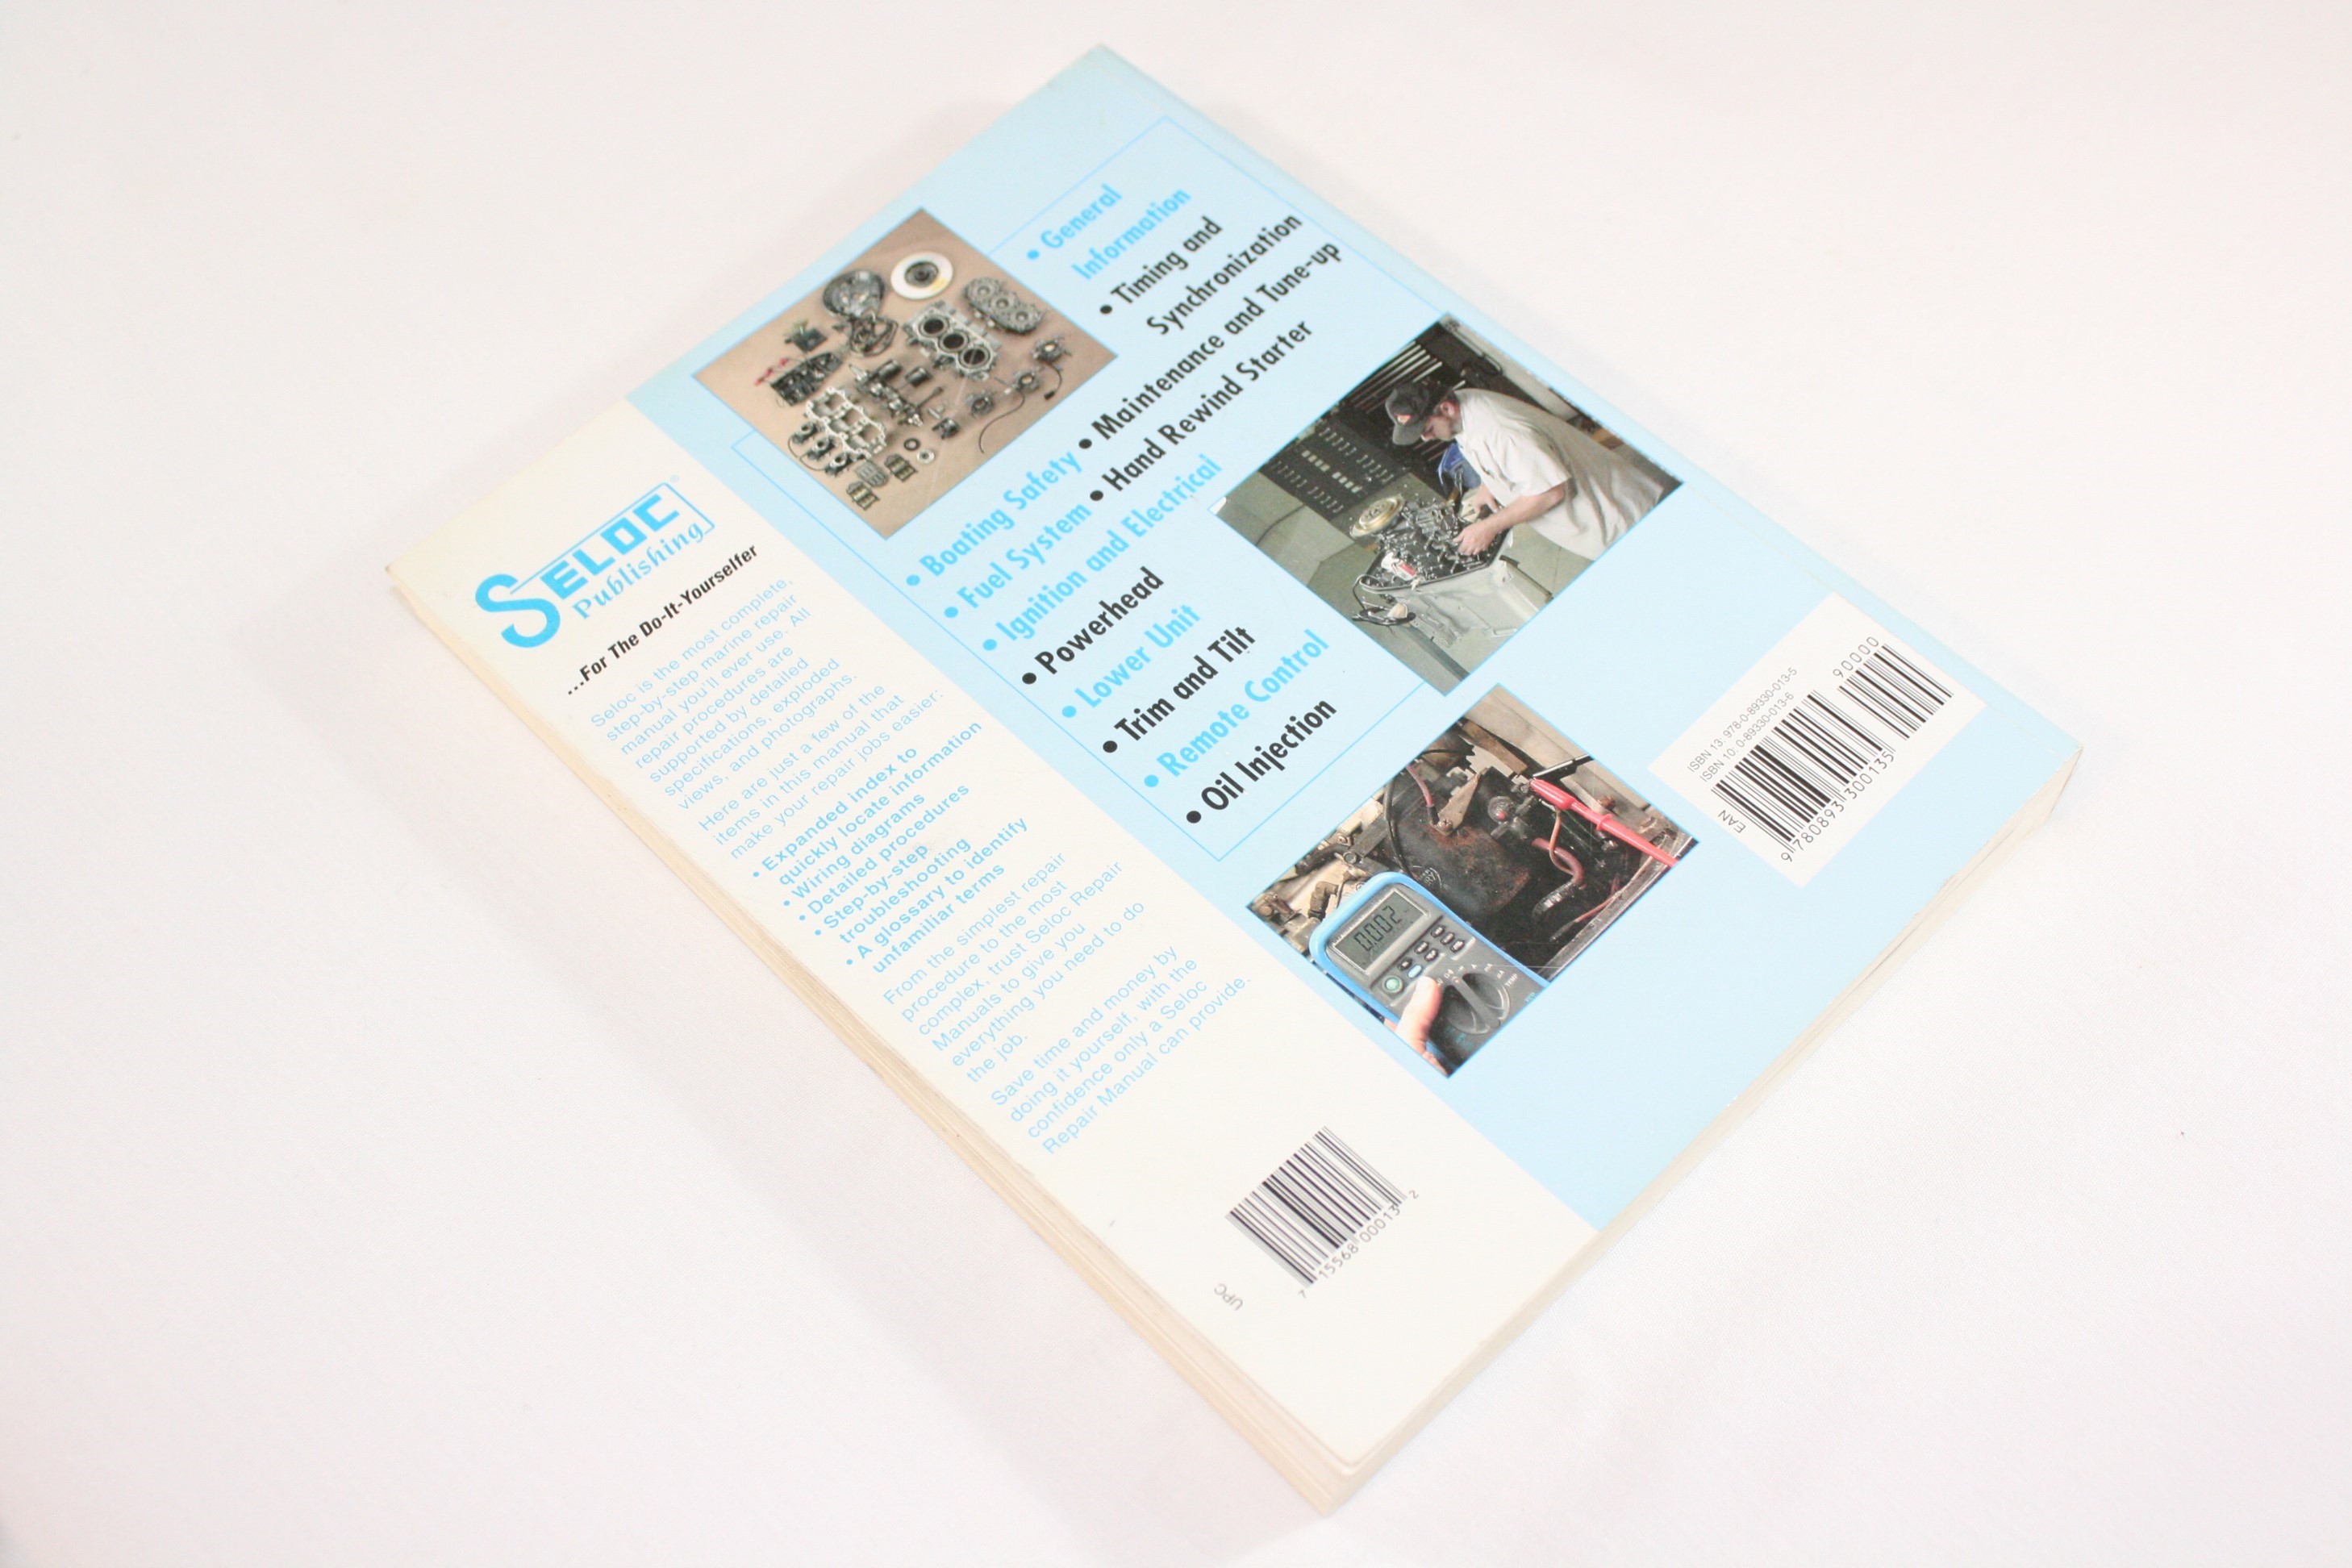 SELOC®
Publishing
...For The Do-It-Yourselfer
Seloc is the most complete,
step-by-step marine repair
manual you'll ever use. All
repair procedures are
supported by detailed
specifications, exploded
views, and photographs.
Here are just a few of the
items in this manual that
make your repair jobs easier:
• Expanded index to
quickly locate information
• Wiring diagrams
• Detailed procedures
• Step-by-step
troubleshooting
• A glossary to identify
unfamiliar terms
From the simplest repair
procedure to the most
complex, trust Seloc Repair
Manuals to give you
everything you need to do
the job.
Save time and money by
doing it yourself, with the
confidence only a Seloc
Repair Manual can provide.
UPC
7 15568 00013 2
• General
Information
• Timing and
Synchronization
• Boating Safety • Maintenance and Tune-up
• Fuel System • Hand Rewind Starter
• Ignition and Electrical
• Powerhead
• Lower Unit
• Trim and Tilt
• Remote Control
• Oil Injection
0.002
ISBN 13: 978-0-89330-013-5
ISBN 10: 0-89330-013-6
90000
EAN
9 780893 300135